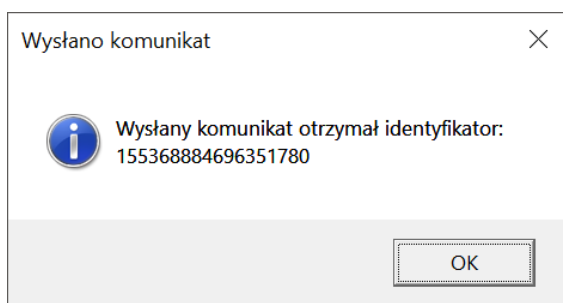 Wysłano komunikat
Wysłany komunikat otrzymał identyfikator:
155368884696351780
OK